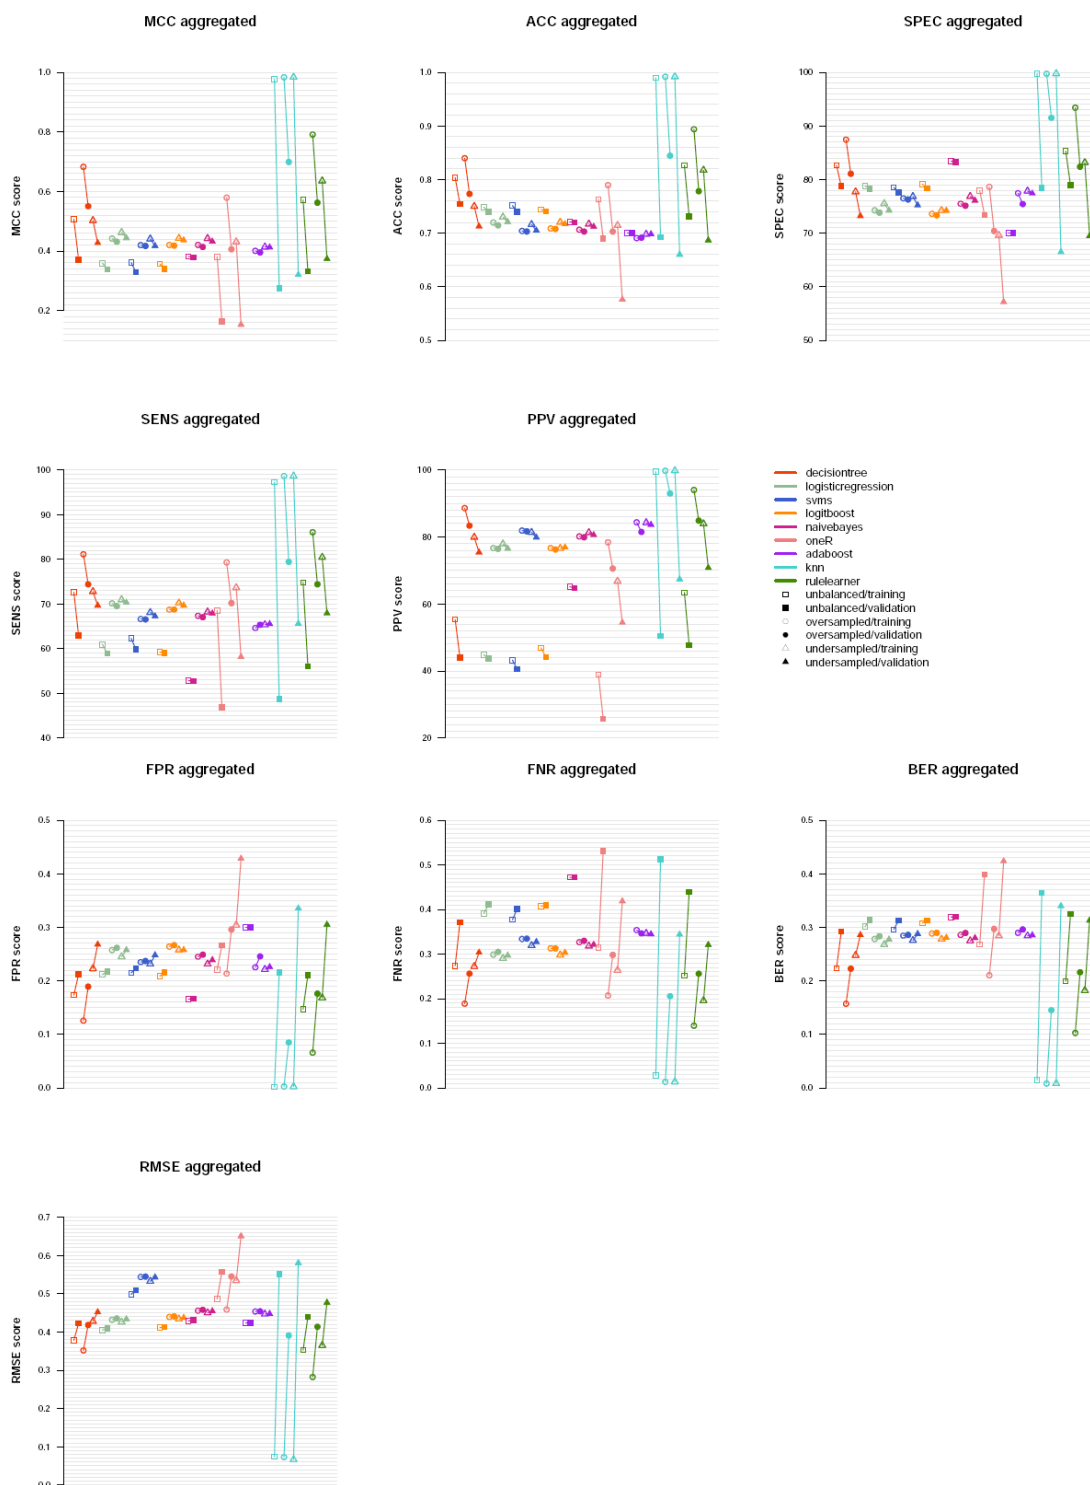 MCC aggregated
ACC aggregated
SPEC aggregated
MCC score
1.0
0.8
0.6
0.4
0.2
ACC score
1.0
0.9
0.8
0.7
0.6
0.5
SPEC score
100
90
80
70
60
50
SENS aggregated
PPV aggregated
SENS score
100
90
80
70
60
50
40
PPV score
100
80
60
40
20
decisiontree
logisticregression
svms
logitboost
naivebayes
oneR
adaboost
knn
rulelearner
unbalanced/training
unbalanced/validation
oversampled/training
oversampled/validation
undersampled/training
undersampled/validation
FPR aggregated
FNR aggregated
BER aggregated
FPR score
0.5
0.4
0.3
0.2
0.1
0.0
FNR score
0.6
0.5
0.4
0.3
0.2
0.1
0.0
BER score
0.5
0.4
0.3
0.2
0.1
0.0
RMSE aggregated
RMSE score
0.7
0.6
0.5
0.4
0.3
0.2
0.1
0.0